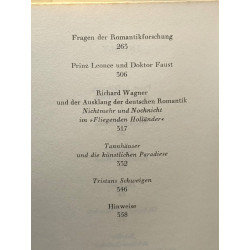 Fragen der Romantikforschung
263
Prinz Leonce und Doktor Faust
306
Richard Wagner
und der Ausklang der deutschen Romantik
Nichtmehr und Nochnicht
im »Fliegenden Holländer«
317
Tannhäuser
und die künstlichen Paradiese
332
Tristans Schweigen
346
Hinweise
358